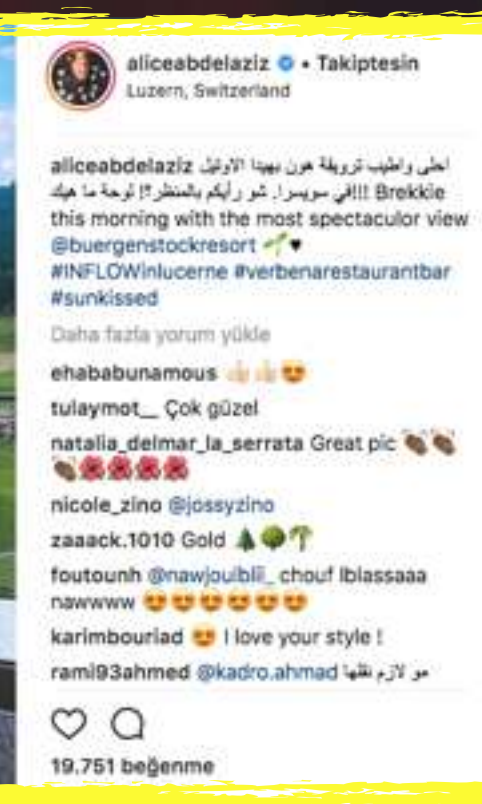 aliceabdelaziz • Takiptesin
Luzern, Switzerland
aliceabdelaziz احلى واطيب ترويقة هون بهيدا الاوتيل
في سويسرا. شو رأيكم بالمنظر؟! لوحة ما هيك!!! Brekkie
this morning with the most spectaculor view
@buergenstockresort
#INFLOWinlucerne #verbenarestaurantbar
#sunkissed
Daha fazla yorum yükle
ehababunamous 👍🏻👍🏻😍
tulaymot__ Çok güzel
natalia_delmar_la_serrata Great pic 👏🏾👏🏾
👏🏾🌺🌺🌺🌺
nicole_zino @jossyzino
zaaack.1010 Gold 🌲🌳🌴
foutounh @nawjoulblii_ chouf lblassaaa
nawwww 😍😍😍😍😍😍
karimbouriad 😍 I love your style !
rami93ahmed @kadro.ahmad مو لازم نقلها
19.751 beğenme